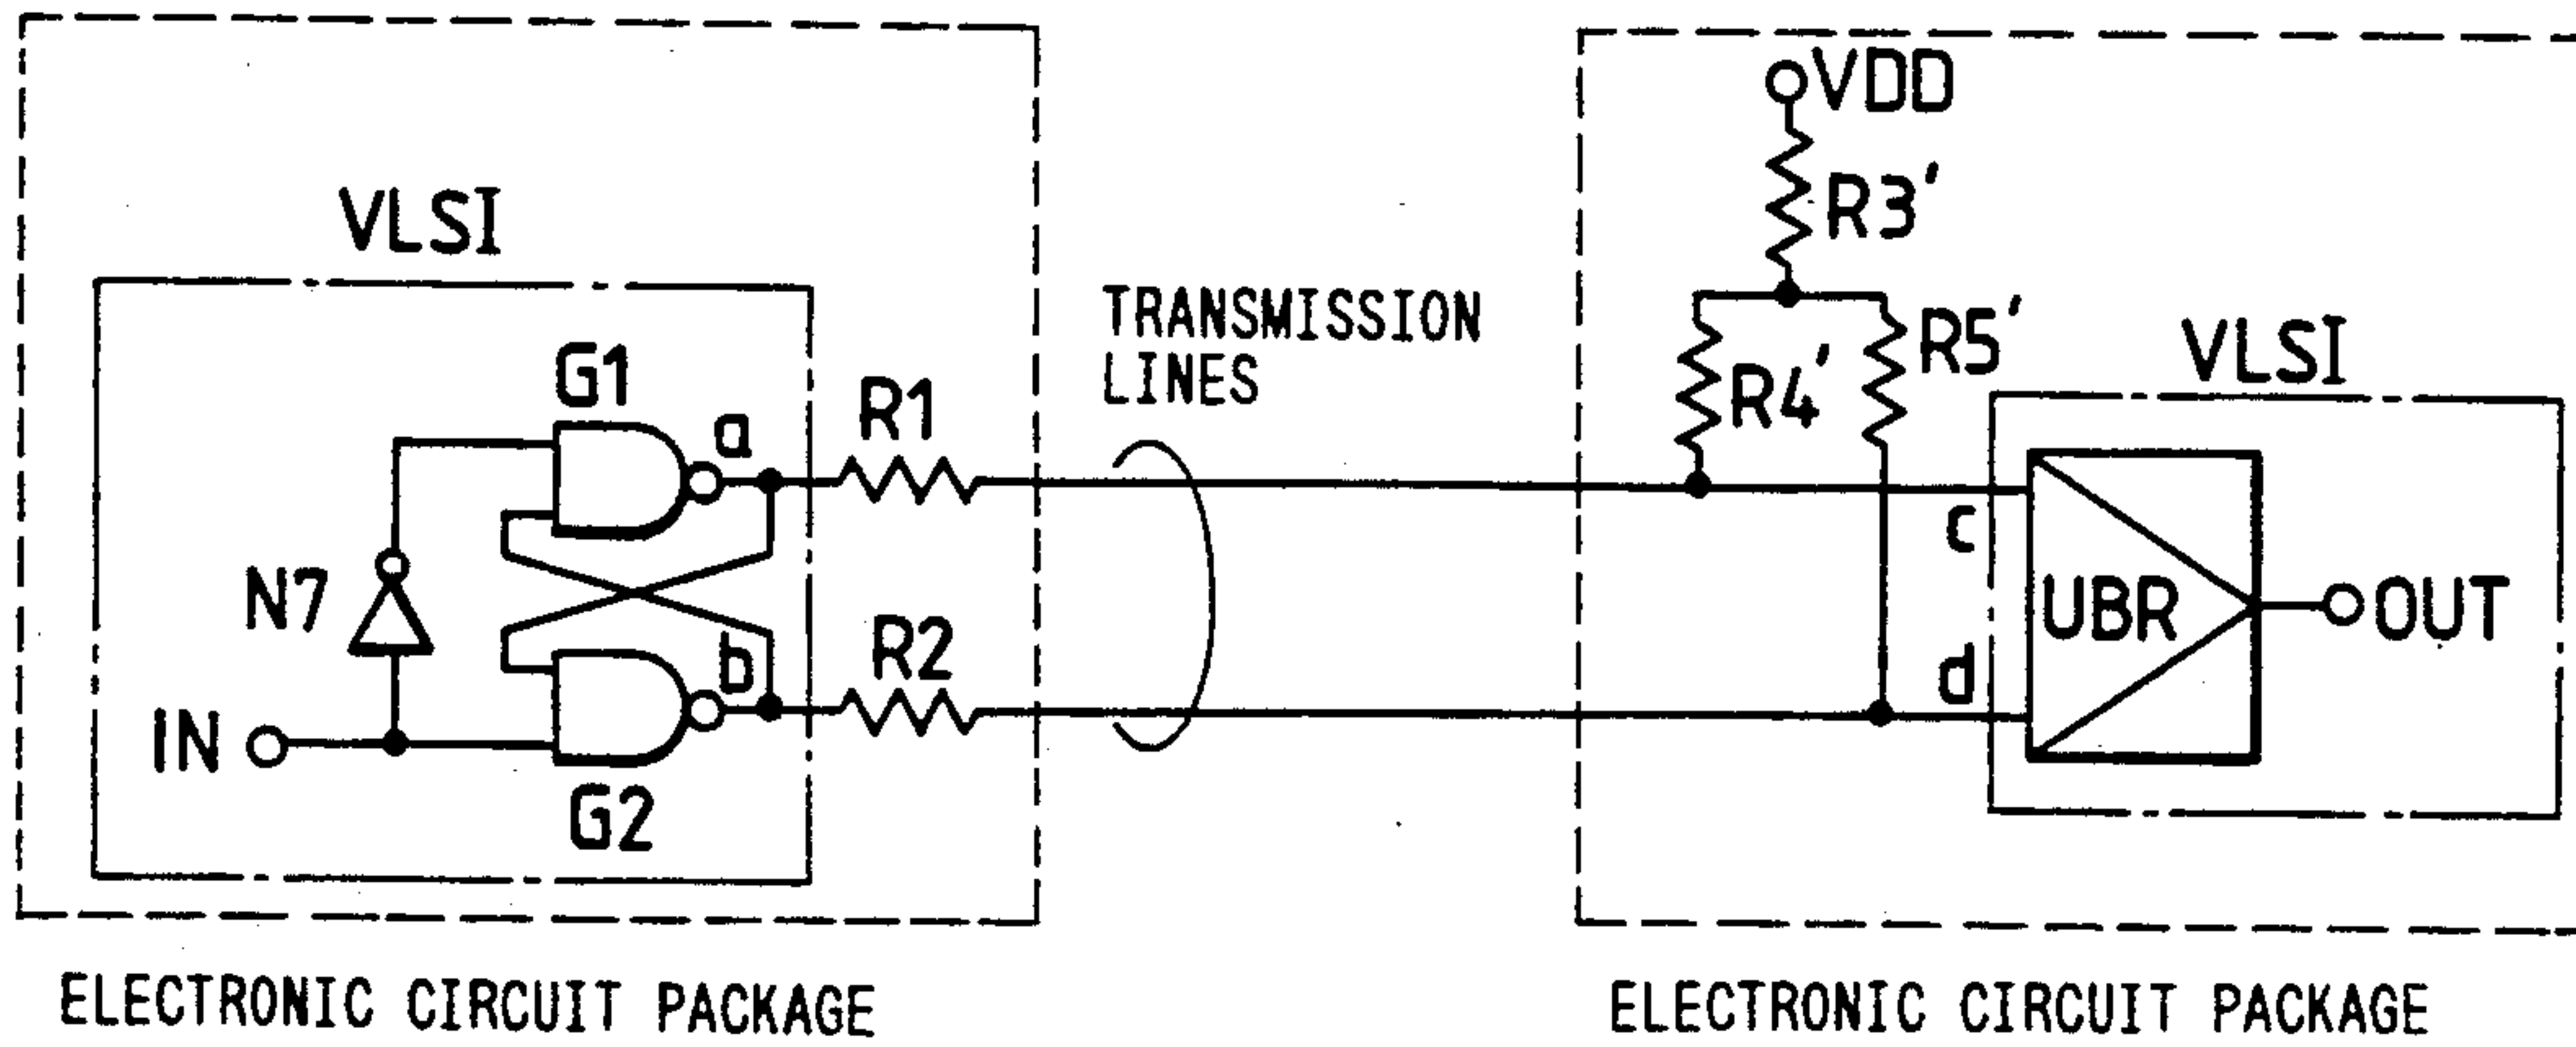 VDD
R3'
VLSI
TRANSMISSION
LINES
R5'
VLSI
G1
a
R1
R4'
c
N7
UBR
OUT
b
R2
d
IN
G2
ELECTRONIC CIRCUIT PACKAGE
ELECTRONIC CIRCUIT PACKAGE